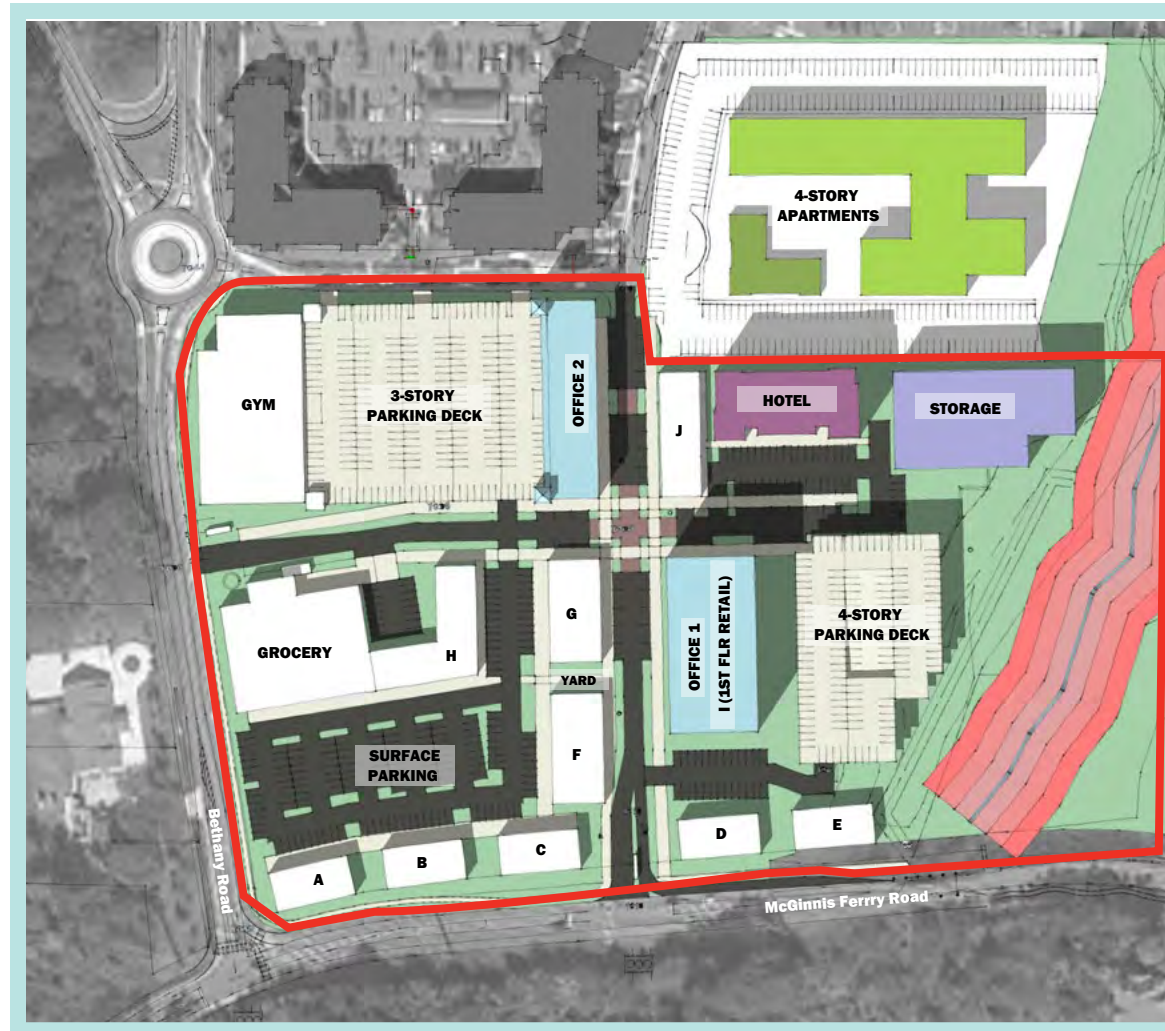 4-STORY
APARTMENTS
GYM
3-STORY
PARKING DECK
OFFICE 2
J
HOTEL
STORAGE
GROCERY
H
G
YARD
F
OFFICE 1
I (1ST FLR RETAIL)
4-STORY
PARKING DECK
SURFACE
PARKING
A
B
C
D
E
Bethany Road
McGinnis Ferrry Road